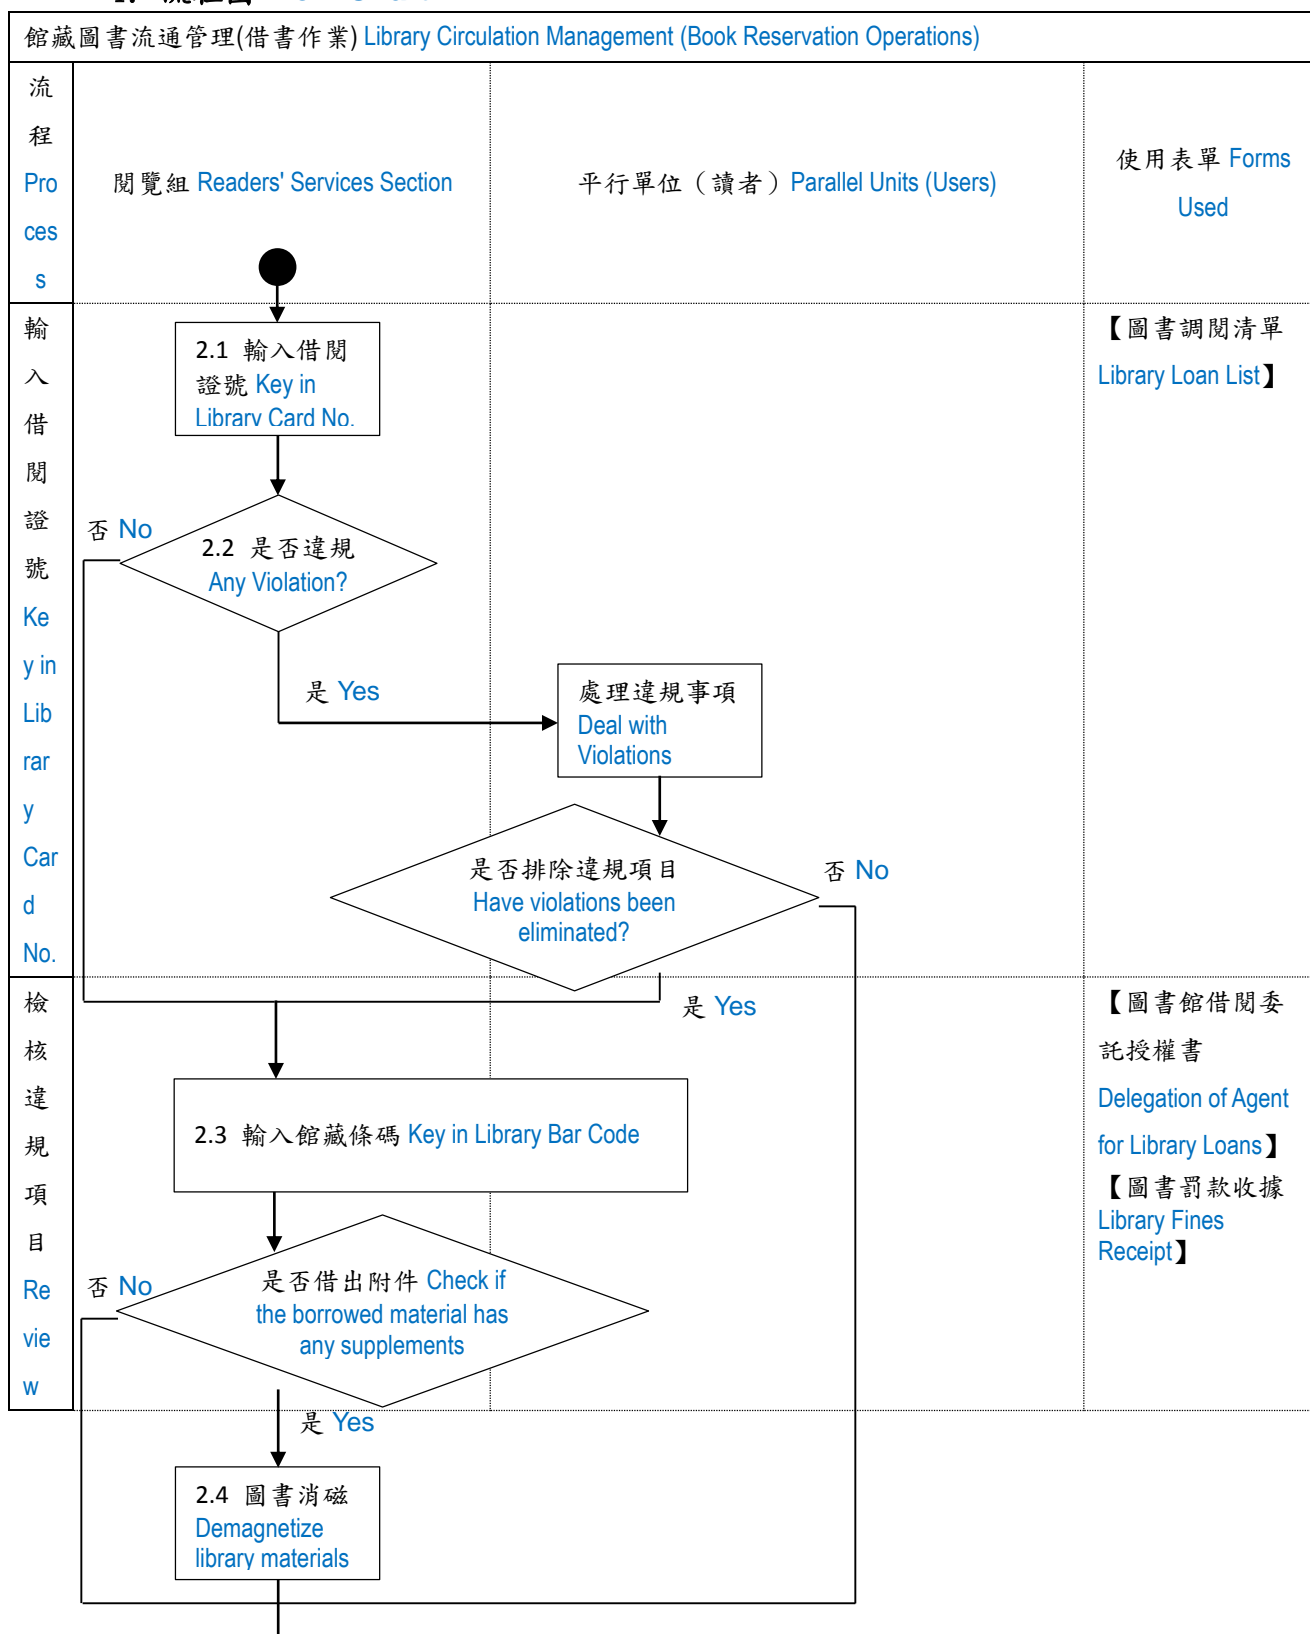 館藏圖書流通管理(借書作業) Library Circulation Management (Book Reservation Operations)
流
程
Pro
ces
s
閱覽組 Readers' Services Section
平行單位（讀者）Parallel Units (Users)
使用表單 Forms
Used
輸
入
借
閱
證
號
Ke
y in
Lib
rar
y
Car
d
No.
2.1 輸入借閱
證號 Key in
Library Card No.
【圖書調閱清單
Library Loan List】
否 No
2.2 是否違規
Any Violation?
是 Yes
處理違規事項
Deal with
Violations
是否排除違規項目
Have violations been
eliminated?
否 No
是 Yes
檢
核
違
規
項
目
Re
vie
w
2.3 輸入館藏條碼 Key in Library Bar Code
【圖書館借閱委
託授權書
Delegation of Agent
for Library Loans】
【圖書罰款收據
Library Fines
Receipt】
否 No
是否借出附件 Check if
the borrowed material has
any supplements
是 Yes
2.4 圖書消磁
Demagnetize
library materials